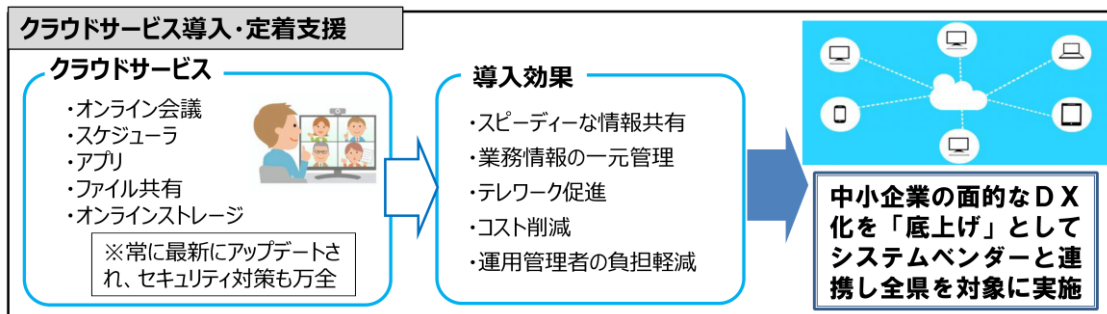 クラウドサービス導入・定着支援
クラウドサービス
・オンライン会議
・スケジューラ
・アプリ
・ファイル共有
・オンラインストレージ
※常に最新にアップデートさ
れ、セキュリティ対策も万全
導入効果
・スピーディーな情報共有
・業務情報の一元管理
・テレワーク促進
・コスト削減
・運用管理者の負担軽減
中小企業の面的なＤＸ
化を「底上げ」として
システムベンダーと連
携し全県を対象に実施